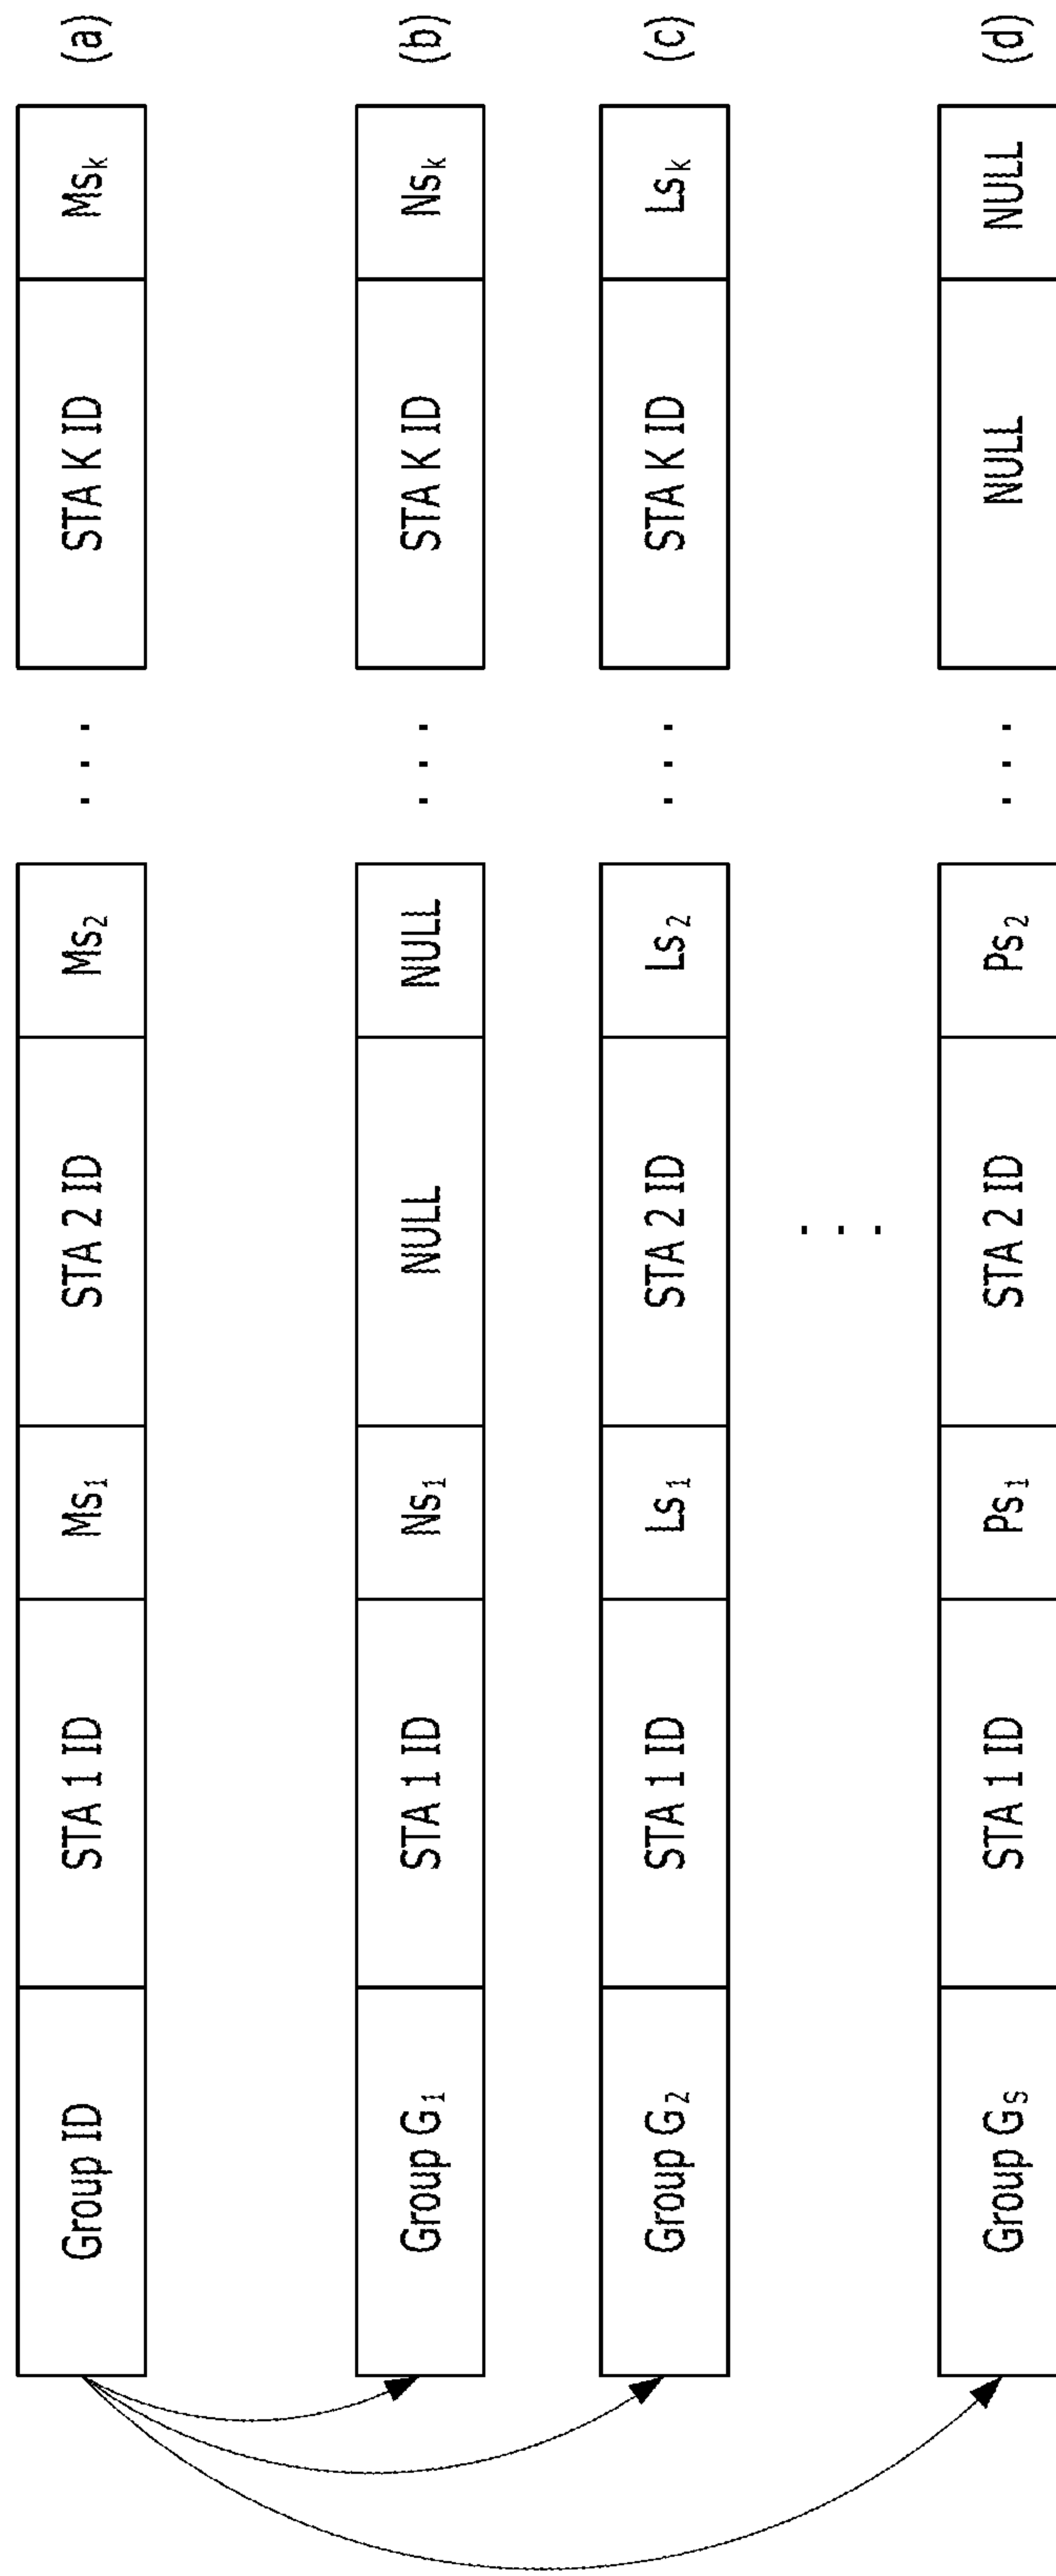 Group ID STA 1 ID Ms₁ STA 2 ID Ms₂ ... STA K ID Msₖ (a)
Group G₁ STA 1 ID Ns₁ NULL NULL ... STA K ID Nsₖ (b)
Group G₂ STA 1 ID Ls₁ STA 2 ID Ls₂ ... STA K ID Lsₖ (c)
...
Group Gₛ STA 1 ID Ps₁ STA 2 ID Ps₂ ... NULL NULL (d)